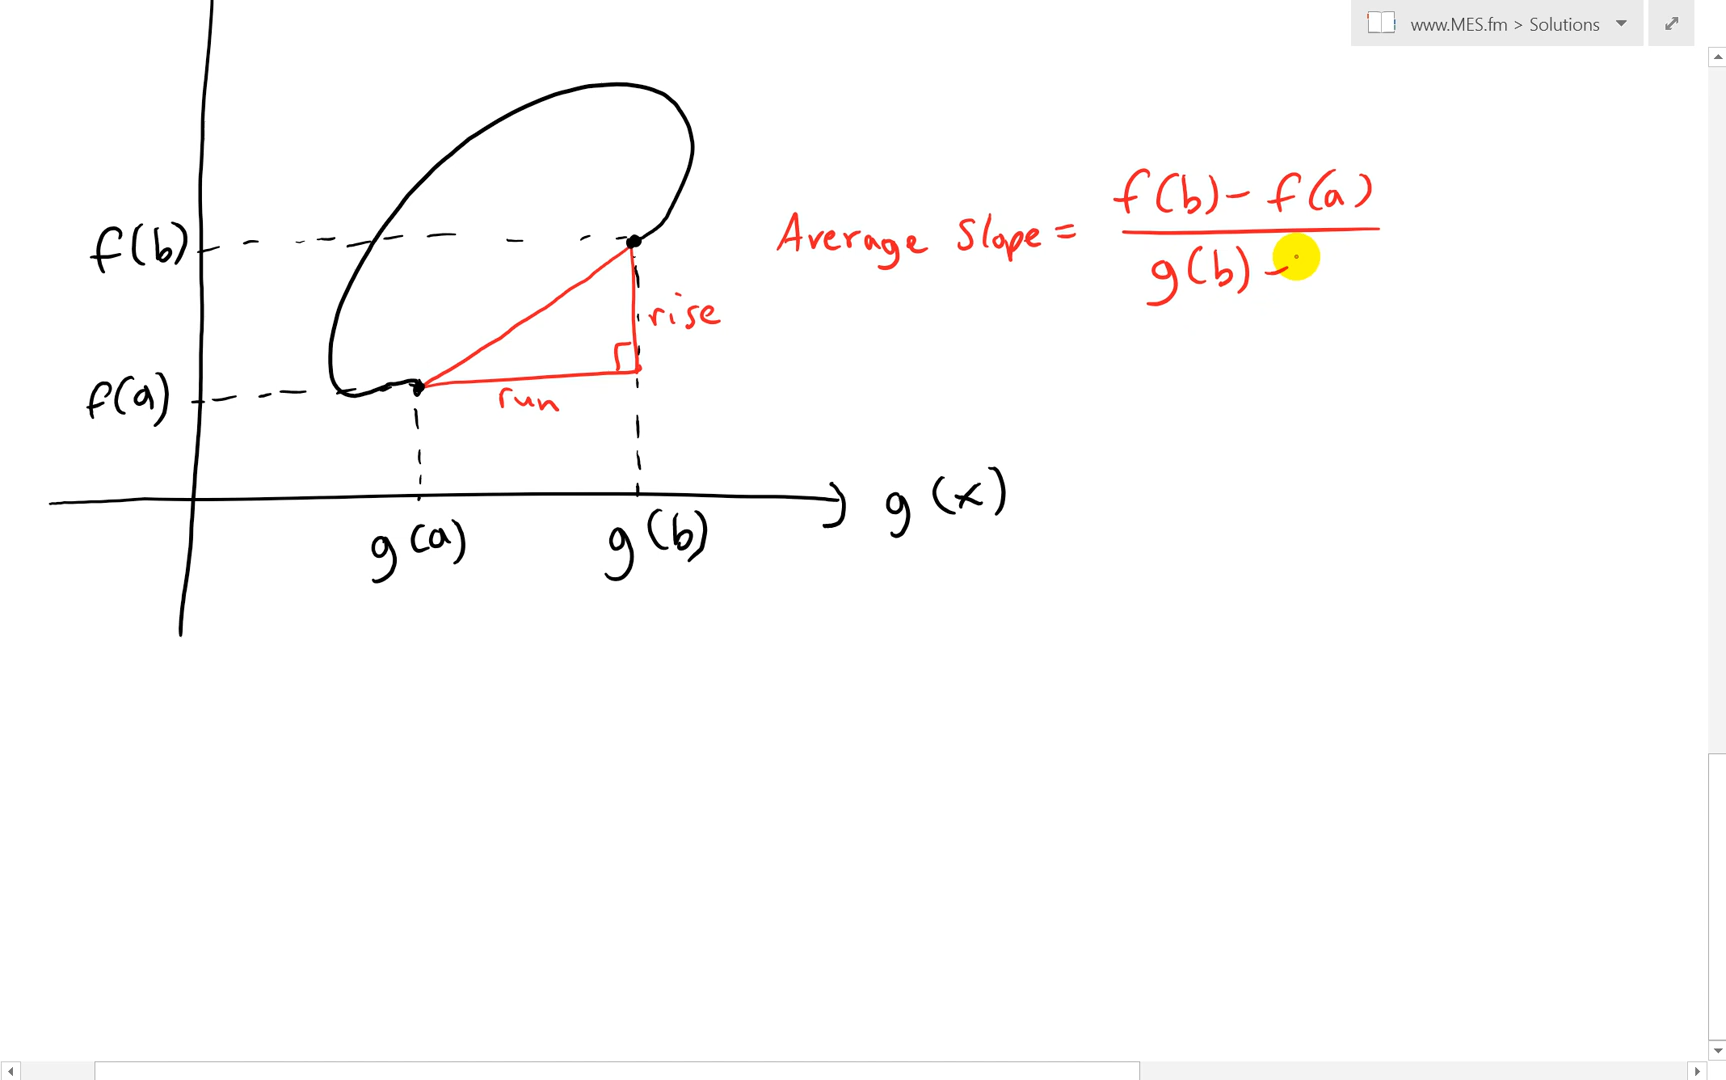 www.MES.fm > Solutions
f(b)
f(a)
rise
run
g(a)
g(b)
g(x)
Average Slope = f(b) - f(a)
g(b) -